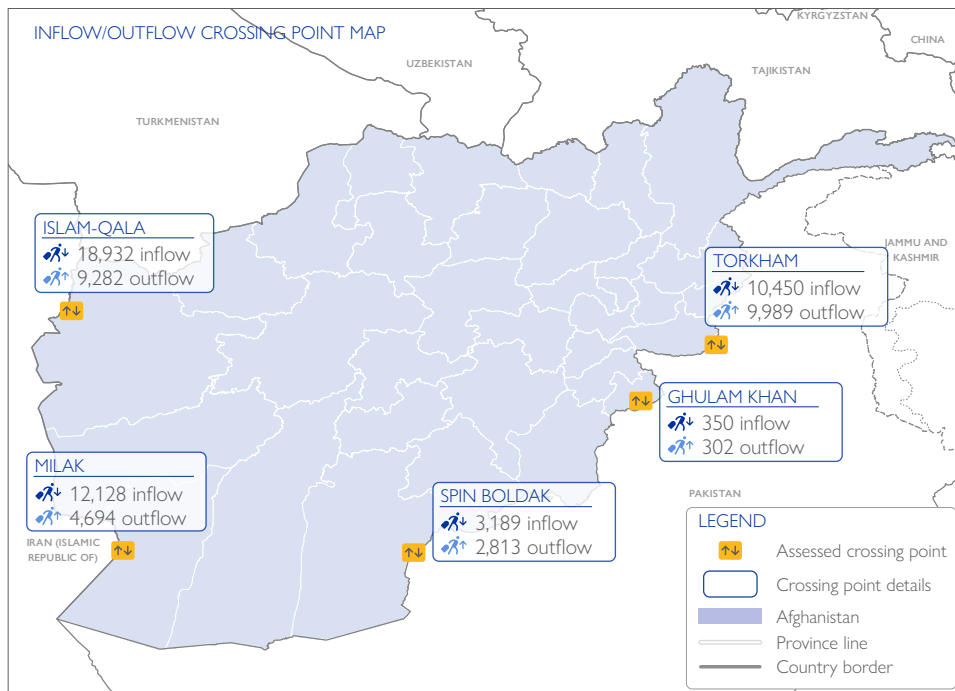 INFLOW/OUTFLOW CROSSING POINT MAP
KYRGYZSTAN
CHINA
UZBEKISTAN
TAJIKISTAN
TURKMENISTAN
ISLAM-QALA
18,932 inflow
9,282 outflow
JAMMU AND
KASHMIR
TORKHAM
10,450 inflow
9,989 outflow
GHULAM KHAN
350 inflow
302 outflow
MILAK
12,128 inflow
4,694 outflow
IRAN (ISLAMIC
REPUBLIC OF)
SPIN BOLDAK
3,189 inflow
2,813 outflow
PAKISTAN
LEGEND
Assessed crossing point
Crossing point details
Afghanistan
Province line
Country border